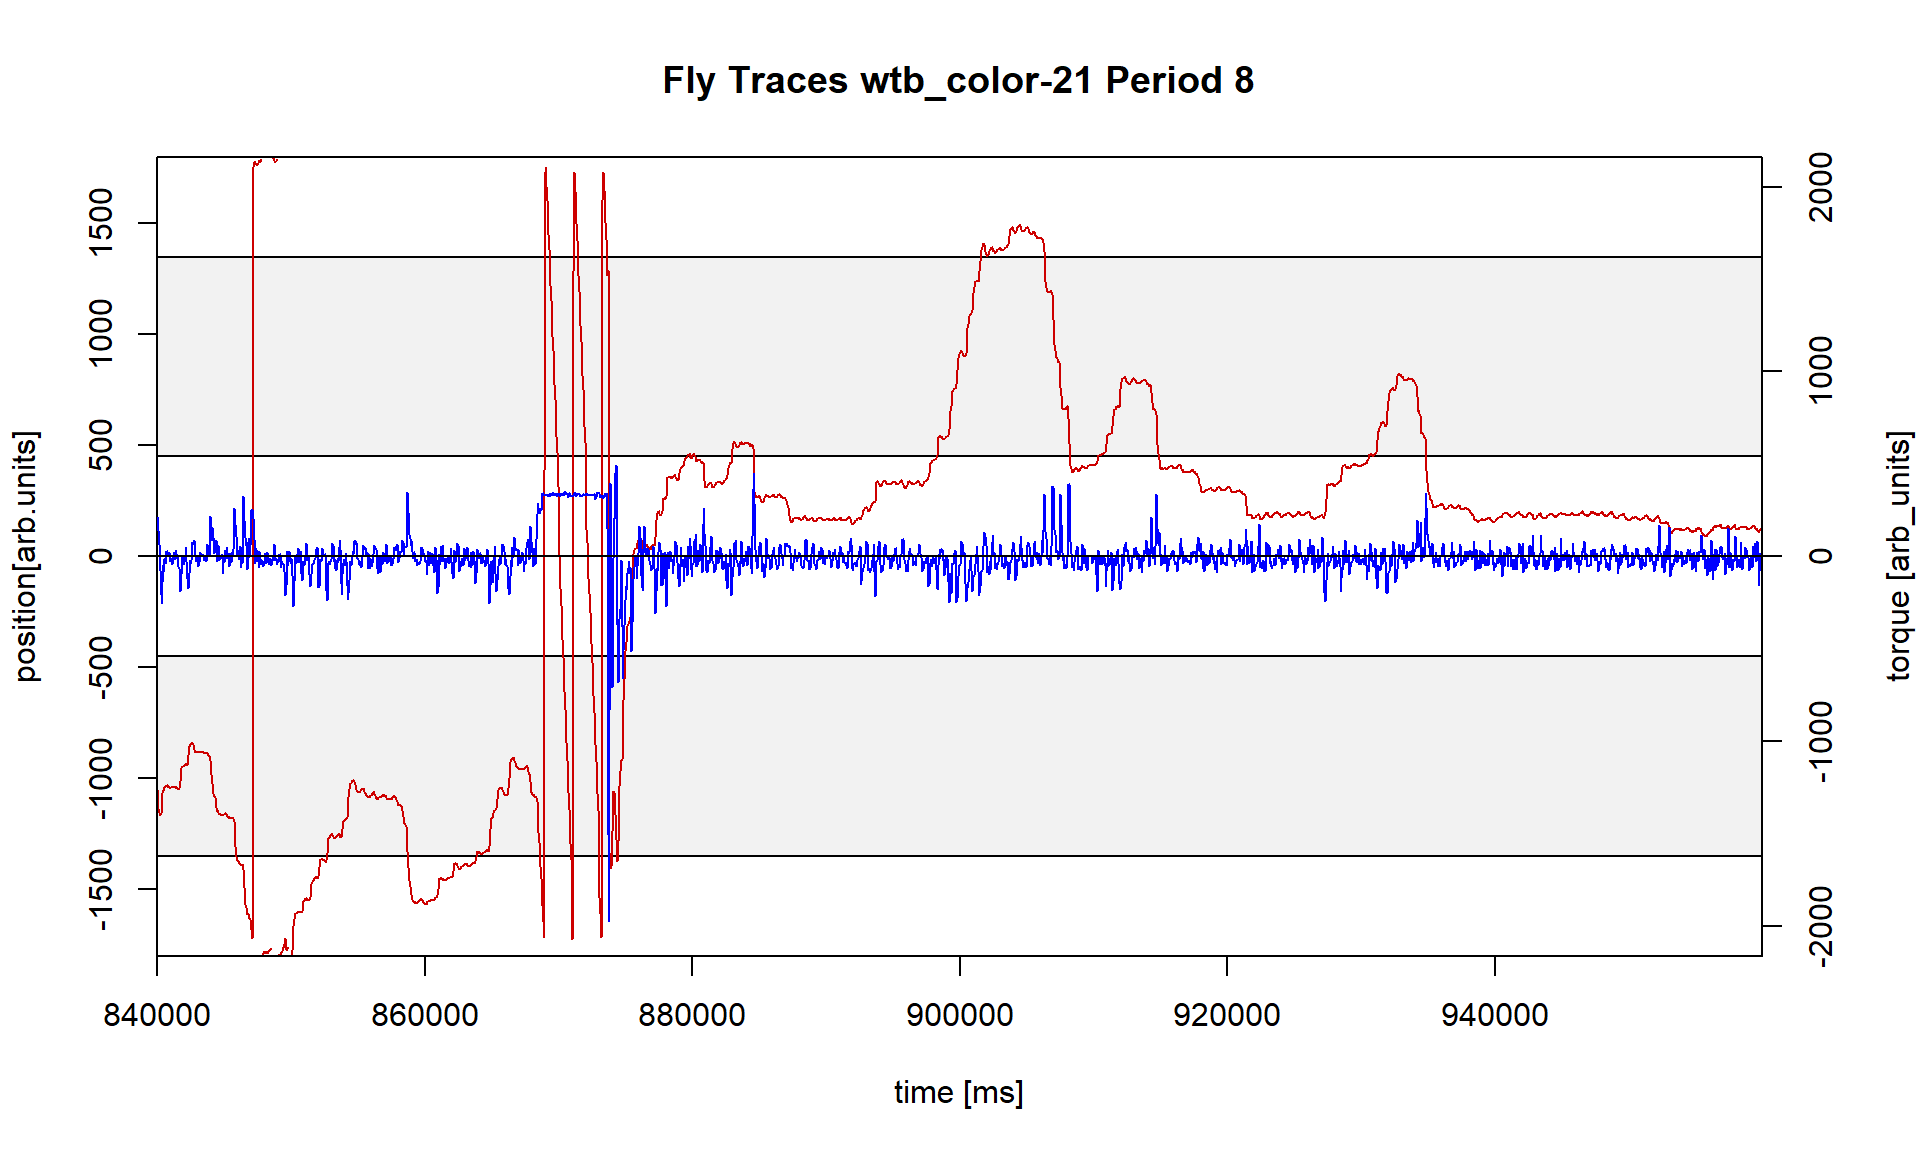 Fly Traces wtb_color-21 Period 8
position[arb.units]
1500
1000
500
0
-500
-1000
-1500
2000
1000
0
-1000
-2000
torque [arb_units]
840000 860000 880000 900000 920000 940000
time [ms]